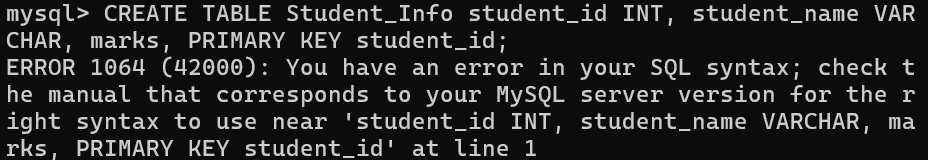 mysql> CREATE TABLE Student_Info student_id INT, student_name VAR
CHAR, marks, PRIMARY KEY student_id;
ERROR 1064 (42000): You have an error in your SQL syntax; check t
he manual that corresponds to your MySQL server version for the r
ight syntax to use near 'student_id INT, student_name VARCHAR, ma
rks, PRIMARY KEY student_id' at line 1